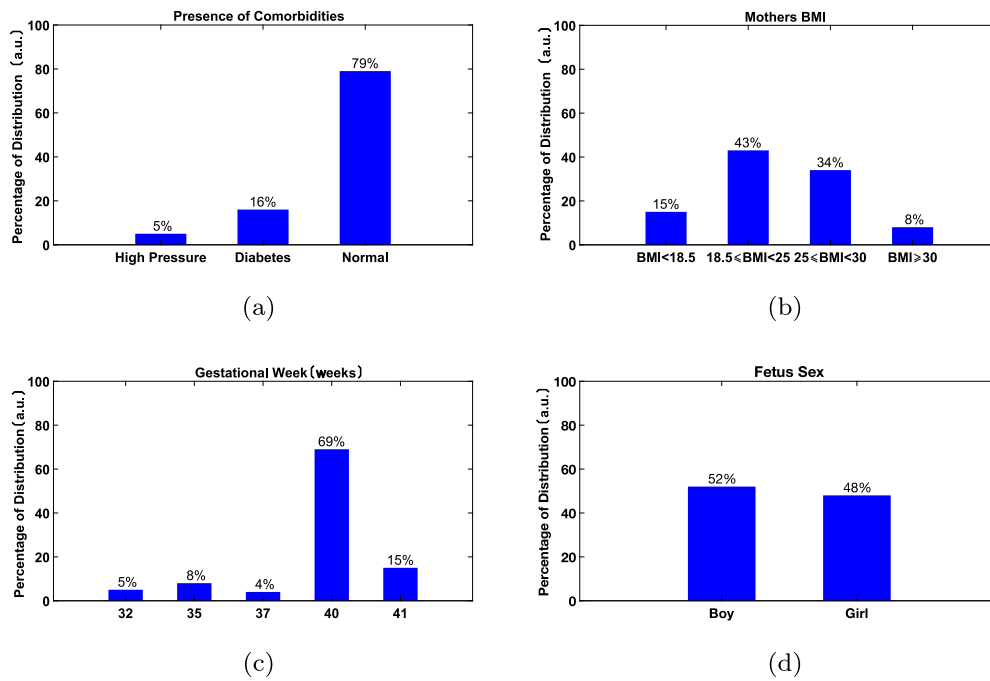 Presence of Comorbidities
Percentage of Distribution (a.u.)
100
80
60
40
20
0
5%
16%
79%
High Pressure Diabetes Normal
(a)
Mothers BMI
Percentage of Distribution (a.u.)
100
80
60
40
20
0
15%
43%
34%
8%
BMI<18.5 18.5⩽BMI<25 25⩽BMI<30 BMI⩾30
(b)
Gestational Week(weeks)
Percentage of Distribution(a.u.)
100
80
60
40
20
0
5%
8%
4%
69%
15%
32 35 37 40 41
(c)
Fetus Sex
Percentage of Distribution(a.u.)
100
80
60
40
20
0
52%
48%
Boy Girl
(d)